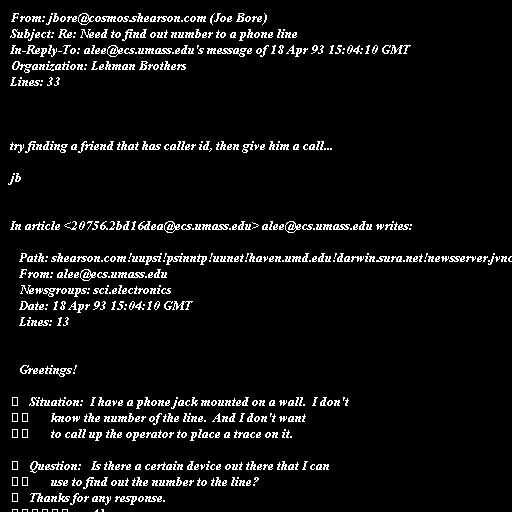 From: jbore@cosmos.shearson.com (Joe Bore)
Subject: Re: Need to find out number to a phone line
In-Reply-To: alee@ecs.umass.edu's message of 18 Apr 93 15:04:10 GMT
Organization: Lehman Brothers
Lines: 33
try finding a friend that has caller id, then give him a call...
jb
In article <20756.2bd16dea@ecs.umass.edu> alee@ecs.umass.edu writes:
Path: shearson.com!uupsi!psinntp!uunet!haven.umd.edu!darwin.sura.net!newsserver.jvnc
From: alee@ecs.umass.edu
Newsgroups: sci.electronics
Date: 18 Apr 93 15:04:10 GMT
Lines: 13
Greetings!
Situation: I have a phone jack mounted on a wall. I don't
know the number of the line. And I don't want
to call up the operator to place a trace on it.
Question: Is there a certain device out there that I can
use to find out the number to the line?
Thanks for any response.